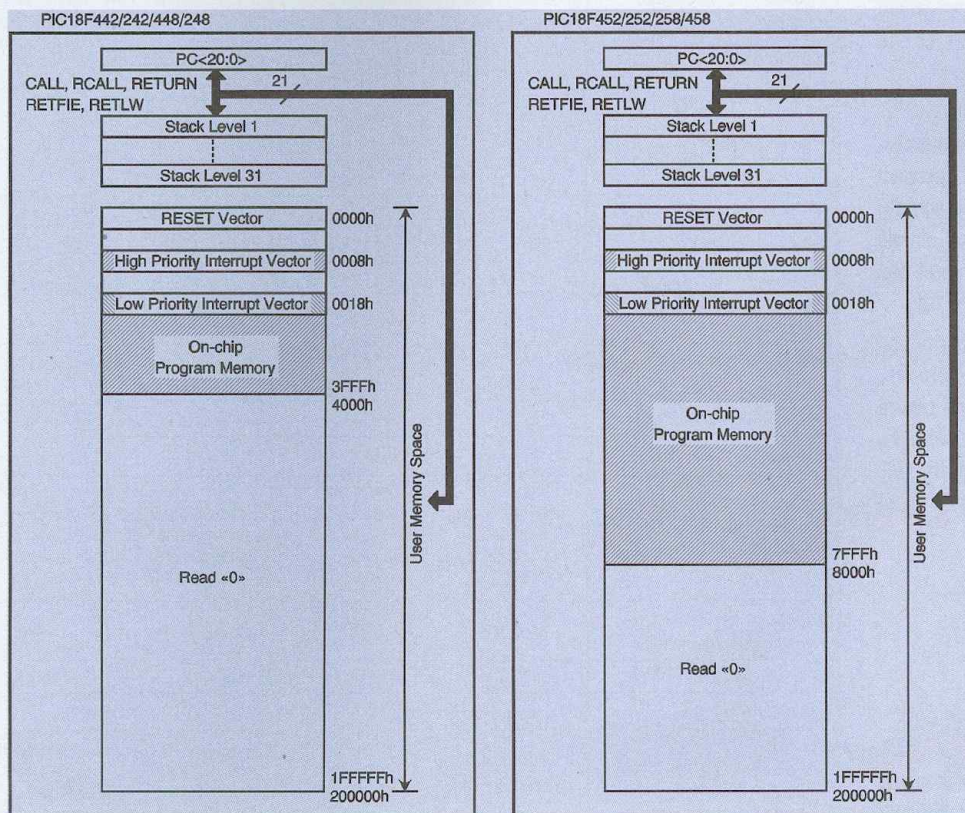 PIC18F442/242/448/248
PC<20:0>
CALL, RCALL, RETURN
RETFIE, RETLW
21
Stack Level 1
Stack Level 31
RESET Vector
0000h
High Priority Interrupt Vector
0008h
Low Priority Interrupt Vector
0018h
On-chip
Program Memory
3FFFh
4000h
User Memory Space
Read «0»
1FFFFFh
200000h
PIC18F452/252/258/458
PC<20:0>
CALL, RCALL, RETURN
RETFIE, RETLW
21
Stack Level 1
Stack Level 31
RESET Vector
0000h
High Priority Interrupt Vector
0008h
Low Priority Interrupt Vector
0018h
On-chip
Program Memory
7FFFh
8000h
User Memory Space
Read «0»
1FFFFFh
200000h